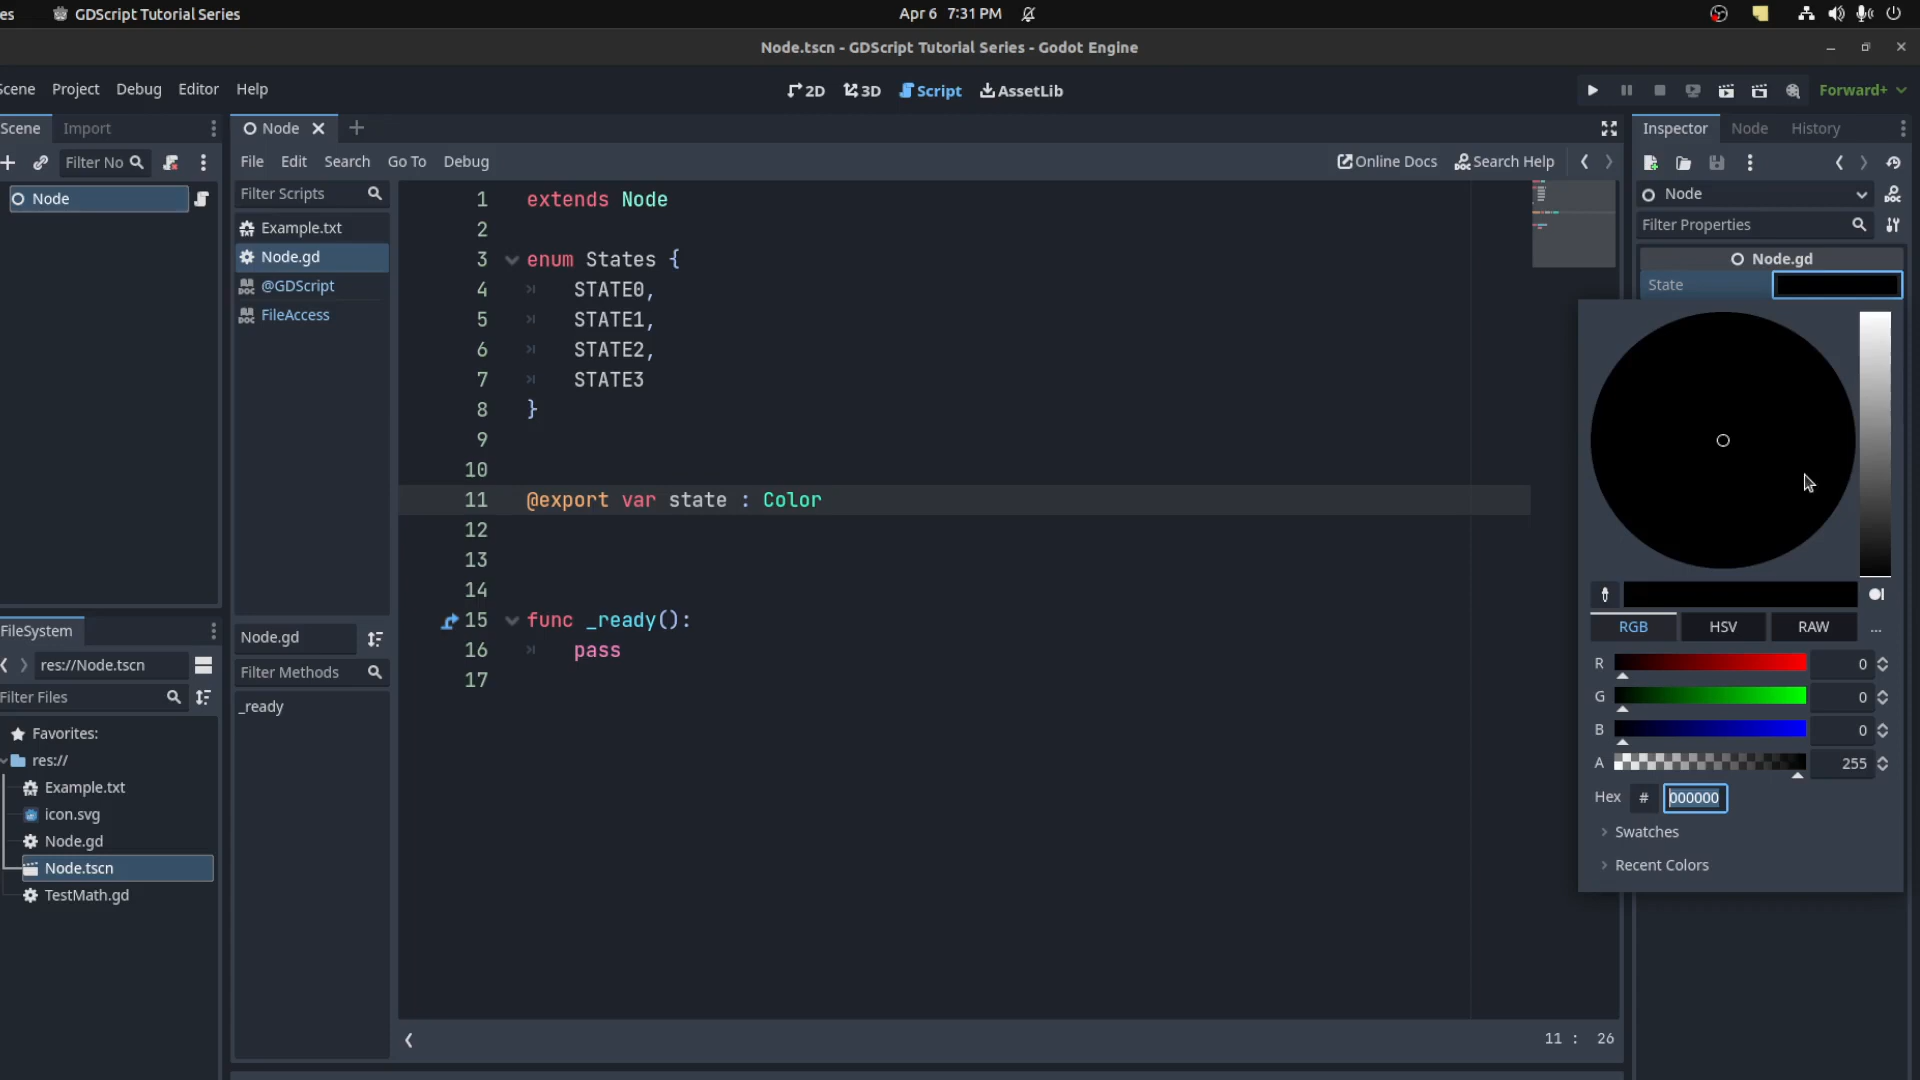 es
GDScript Tutorial Series
Apr 6 7:31 PM
Node.tscn - GDScript Tutorial Series - Godot Engine
Scene Project Debug Editor Help
2D 3D Script AssetLib
Forward+
Scene Import
Node
Inspector Node History
File Edit Search Go To Debug
Online Docs Search Help
Filter No
Filter Scripts
Node
Node
Filter Properties
Example.txt
Node.gd
@GDScript
FileAccess
1 extends Node
2
3 enum States {
4 STATE0,
5 STATE1,
6 STATE2,
7 STATE3
8 }
9
10
11 @export var state : Color
12
13
14
15 func _ready():
16 pass
17
Node.gd
State
RGB HSV RAW ...
R 0
G 0
B 0
A 255
Hex # 000000
Swatches
Recent Colors
FileSystem
res://Node.tscn
Filter Files
Favorites:
res://
Example.txt
icon.svg
Node.gd
Node.tscn
TestMath.gd
Node.gd
Filter Methods
_ready
11 : 26